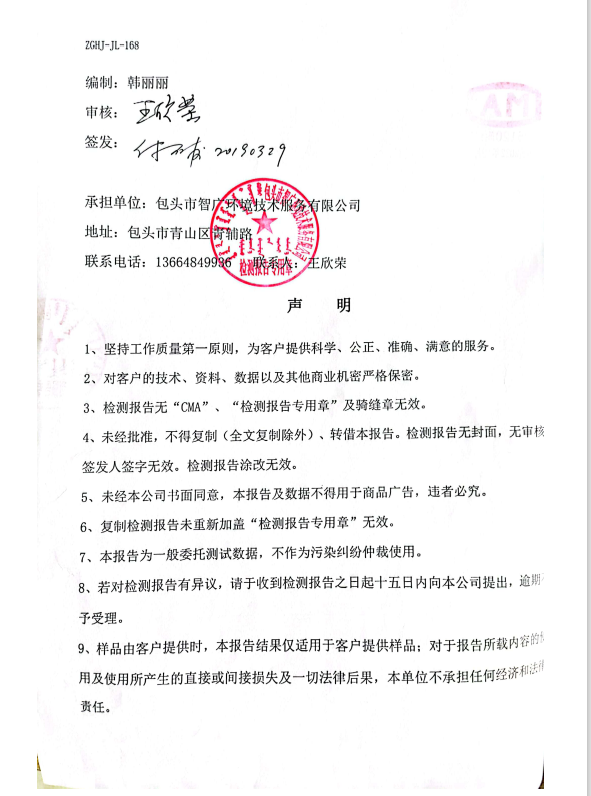 ZGHJ-JL-168
编制：韩丽丽
审核：王欣荣
签发：20190329
承担单位：包头市智广环境技术服务有限公司
地址：包头市青山区青辅路
联系电话：13664849936 联系人：王欣荣
检测报告专用章
声 明
1、坚持工作质量第一原则，为客户提供科学、公正、准确、满意的服务。
2、对客户的技术、资料、数据以及其他商业机密严格保密。
3、检测报告无“CMA”、“检测报告专用章”及骑缝章无效。
4、未经批准，不得复制（全文复制除外）、转借本报告。检测报告无封面，无审核
签发人签字无效。检测报告涂改无效。
5、未经本公司书面同意，本报告及数据不得用于商品广告，违者必究。
6、复制检测报告未重新加盖“检测报告专用章”无效。
7、本报告为一般委托测试数据，不作为污染纠纷仲裁使用。
8、若对检测报告有异议，请于收到检测报告之日起十五日内向本公司提出，逾期
予受理。
9、样品由客户提供时，本报告结果仅适用于客户提供样品；对于报告所载内容的
用及使用所产生的直接或间接损失及一切法律后果，本单位不承担任何经济和法律
责任。